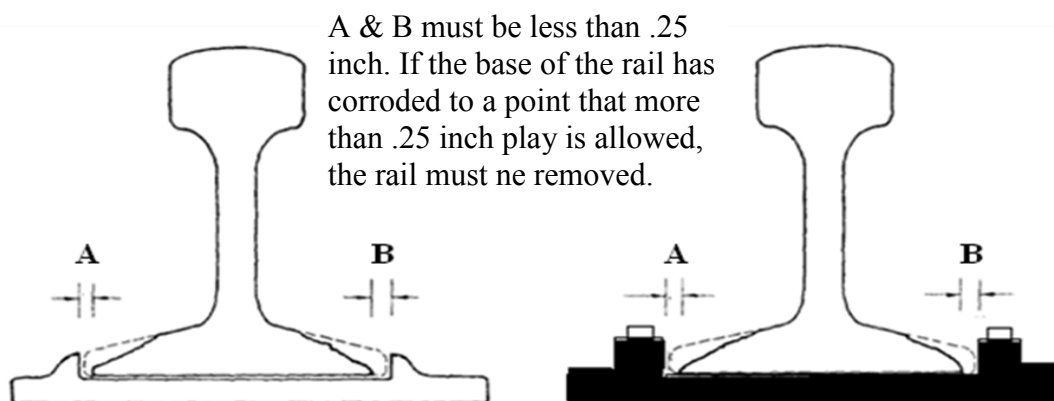 A & B must be less than .25
inch. If the base of the rail has
corroded to a point that more
than .25 inch play is allowed,
the rail must ne removed.
A B A B